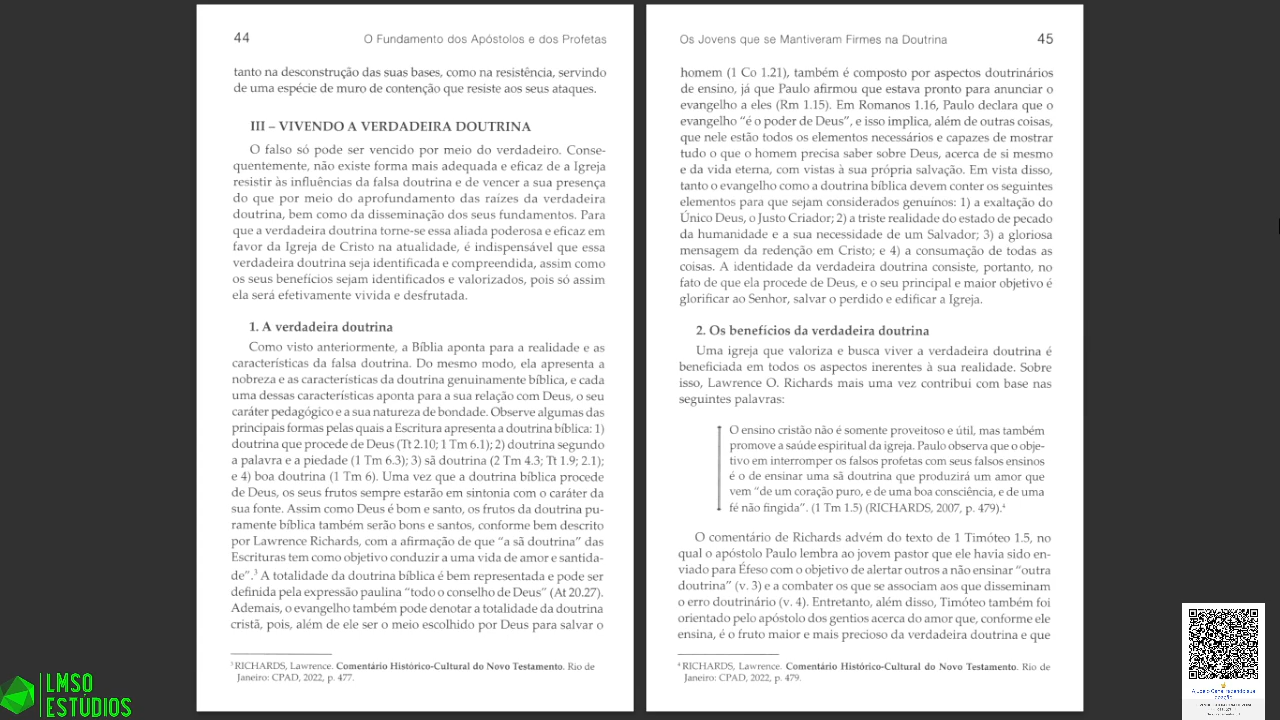 44
O Fundamento dos Apóstolos e dos Profetas
tanto na desconstrução das suas bases, como na resistência, servindo
de uma espécie de muro de contenção que resiste aos seus ataques.
III – VIVENDO A VERDADEIRA DOUTRINA
O falso só pode ser vencido por meio do verdadeiro. Conse-
quentemente, não existe forma mais adequada e eficaz de a Igreja
resistir às influências da falsa doutrina e de vencer a sua presença
do que por meio do aprofundamento das raízes da verdadeira
doutrina, bem como da disseminação dos seus fundamentos. Para
que a verdadeira doutrina torne-se essa aliada poderosa e eficaz em
favor da Igreja de Cristo na atualidade, é indispensável que essa
verdadeira doutrina seja identificada e compreendida, assim como
os seus benefícios sejam identificados e valorizados, pois só assim
ela será efetivamente vivida e desfrutada.
1. A verdadeira doutrina
Como visto anteriormente, a Bíblia aponta para a realidade e as
características da falsa doutrina. Do mesmo modo, ela apresenta a
nobreza e as características da doutrina genuinamente bíblica, e cada
uma dessas características aponta para a sua relação com Deus, o seu
caráter pedagógico e a sua natureza de bondade. Observe algumas das
principais formas pelas quais a Escritura apresenta a doutrina bíblica: 1)
doutrina que procede de Deus (Tt 2.10; 1 Tm 6.1); 2) doutrina segundo
a palavra e a piedade (1 Tm 6.3); 3) sã doutrina (2 Tm 4.3; Tt 1.9; 2.1);
e 4) boa doutrina (1 Tm 6). Uma vez que a doutrina bíblica procede
de Deus, os seus frutos sempre estarão em sintonia com o caráter da
sua fonte. Assim como Deus é bom e santo, os frutos da doutrina pu-
ramente bíblica também serão bons e santos, conforme bem descrito
por Lawrence Richards, com a afirmação de que "a sã doutrina" das
Escrituras tem como objetivo conduzir a uma vida de amor e santida-
de".³ A totalidade da doutrina bíblica é bem representada e pode ser
definida pela expressão paulina "todo o conselho de Deus" (At 20.27).
Ademais, o evangelho também pode denotar a totalidade da doutrina
cristã, pois, além de ele ser o meio escolhido por Deus para salvar o
³ RICHARDS, Lawrence. Comentário Histórico-Cultural do Novo Testamento. Rio de
Janeiro: CPAD, 2022, p. 477.
Os Jovens que se Mantiveram Firmes na Doutrina
45
homem (1 Co 1.21), também é composto por aspectos doutrinários
de ensino, já que Paulo afirmou que estava pronto para anunciar o
evangelho a eles (Rm 1.15). Em Romanos 1.16, Paulo declara que o
evangelho "é o poder de Deus", e isso implica, além de outras coisas,
que nele estão todos os elementos necessários e capazes de mostrar
tudo o que o homem precisa saber sobre Deus, acerca de si mesmo
e da vida eterna, com vistas à sua própria salvação. Em vista disso,
tanto o evangelho como a doutrina bíblica devem conter os seguintes
elementos para que sejam considerados genuínos: 1) a exaltação do
Único Deus, o Justo Criador; 2) a triste realidade do estado de pecado
da humanidade e a sua necessidade de um Salvador; 3) a gloriosa
mensagem da redenção em Cristo; e 4) a consumação de todas as
coisas. A identidade da verdadeira doutrina consiste, portanto, no
fato de que ela procede de Deus, e o seu principal e maior objetivo é
glorificar ao Senhor, salvar o perdido e edificar a Igreja.
2. Os benefícios da verdadeira doutrina
Uma igreja que valoriza e busca viver a verdadeira doutrina é
beneficiada em todos os aspectos inerentes à sua realidade. Sobre
isso, Lawrence O. Richards mais uma vez contribui com base nas
seguintes palavras:
O ensino cristão não é somente proveitoso e útil, mas também
promove a saúde espiritual da igreja. Paulo observa que o obje-
tivo em interromper os falsos profetas com seus falsos ensinos
é o de ensinar uma sã doutrina que produzirá um amor que
vem "de um coração puro, e de uma boa consciência, e de uma
fé não fingida". (1 Tm 1.5) (RICHARDS, 2007, p. 479).⁴
O comentário de Richards advém do texto de 1 Timóteo 1.5, no
qual o apóstolo Paulo lembra ao jovem pastor que ele havia sido en-
viado para Éfeso com o objetivo de alertar outros a não ensinar "outra
doutrina" (v. 3) e a combater os que se associam aos que disseminam
o erro doutrinário (v. 4). Entretanto, além disso, Timóteo também foi
orientado pelo apóstolo dos gentios acerca do amor que, conforme ele
ensina, é o fruto maior e mais precioso da verdadeira doutrina e que
⁴ RICHARDS, Lawrence. Comentário Histórico-Cultural do Novo Testamento. Rio de
Janeiro: CPAD, 2022, p. 479.
LMSO
ESTÚDIOS